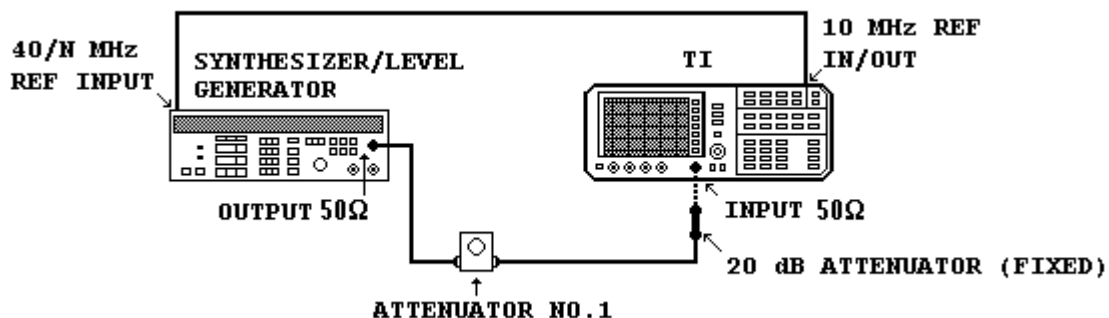 40/N MHz
REF INPUT
SYNTHESIZER/LEVEL
GENERATOR
TI
10 MHz REF
IN/OUT
OUTPUT 50Ω
INPUT 50Ω
20 dB ATTENUATOR (FIXED)
ATTENUATOR NO.1